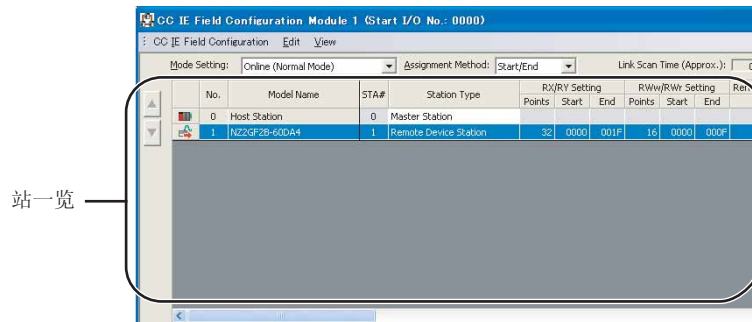 CC IE Field Configuration Module 1 (Start I/O No.: 0000)
CC IE Field Configuration Edit View
Mode Setting: Online (Normal Mode) Assignment Method: Start/End Link Scan Time (Approx.):
No. Model Name STA# Station Type RX/RY Setting RWw/RWr Setting
Points Start End Points Start End
0 Host Station 0 Master Station
1 NZ2GF2B-60DA4 1 Remote Device Station 32 0000 001F 16 0000 000F
站一览